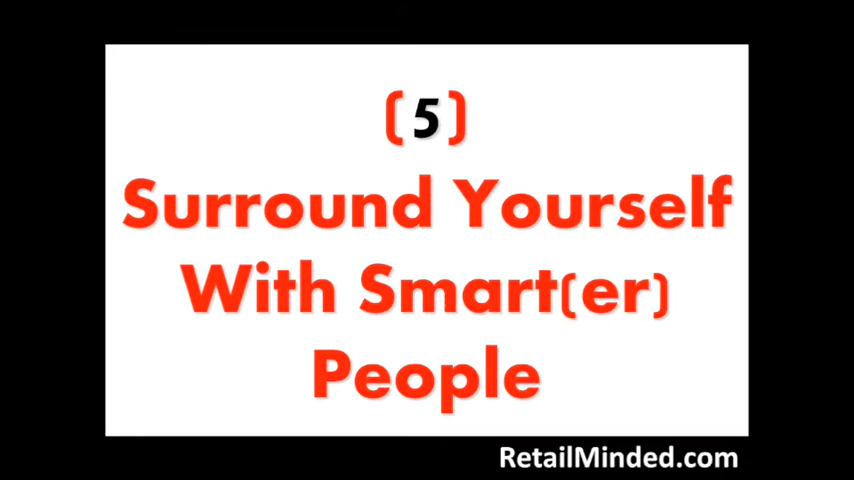 (5)
Surround Yourself
With Smart(er)
People
RetailMinded.com